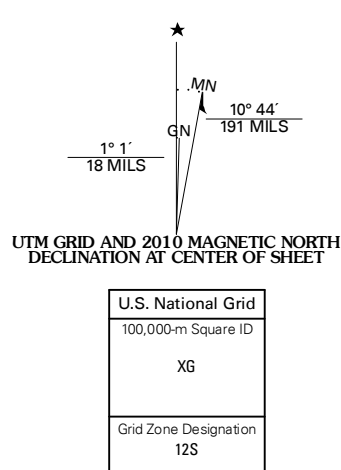 ★
MN
10° 44´
191 MILS
GN
1° 1´
18 MILS
UTM GRID AND 2010 MAGNETIC NORTH
DECLINATION AT CENTER OF SHEET
U.S. National Grid
100,000-m Square ID
XG
Grid Zone Designation
12S